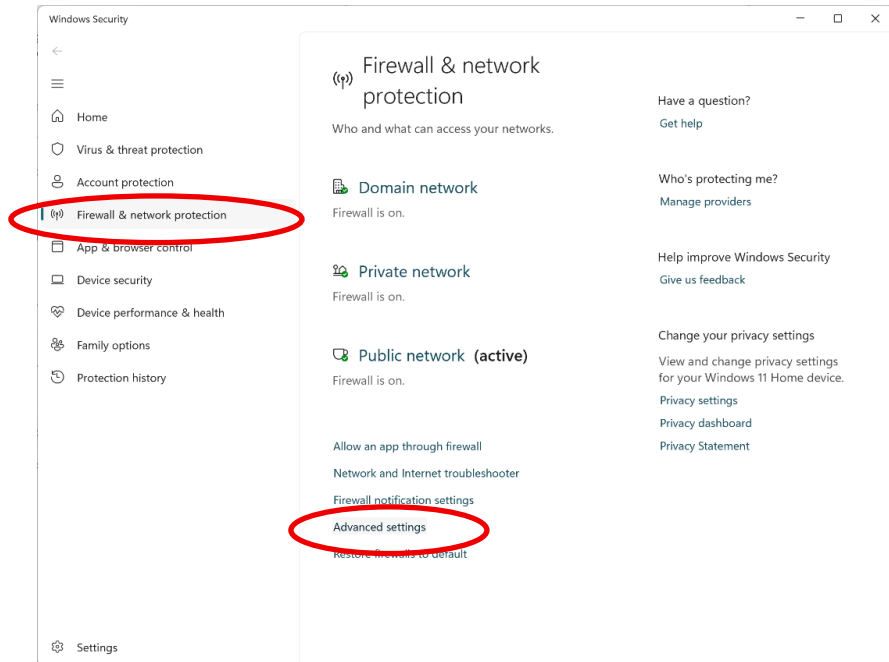 Windows Security
Home
Virus & threat protection
Account protection
Firewall & network protection
App & browser control
Device security
Device performance & health
Family options
Protection history
Settings
Firewall & network
protection
Who and what can access your networks.
Domain network
Firewall is on.
Private network
Firewall is on.
Public network (active)
Firewall is on.
Allow an app through firewall
Network and Internet troubleshooter
Firewall notification settings
Advanced settings
Restore firewalls to default
Have a question?
Get help
Who's protecting me?
Manage providers
Help improve Windows Security
Give us feedback
Change your privacy settings
View and change privacy settings
for your Windows 11 Home device.
Privacy settings
Privacy dashboard
Privacy Statement